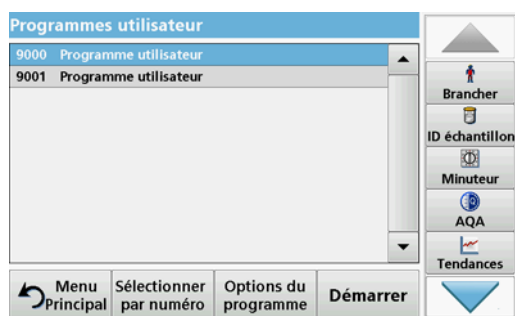 Programmes utilisateur
9000 Programme utilisateur
9001 Programme utilisateur
Brancher
ID échantillon
Minuteur
AQA
Tendances
Menu Principal
Sélectionner par numéro
Options du programme
Démarrer